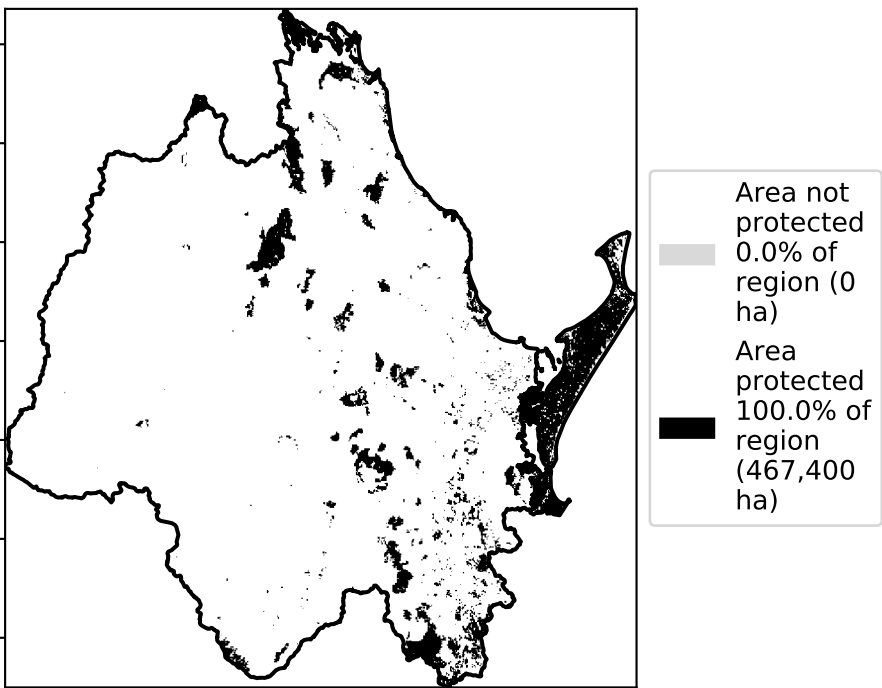 Area not
protected
0.0% of
region (0
ha)
Area
protected
100.0% of
region
(467,400
ha)